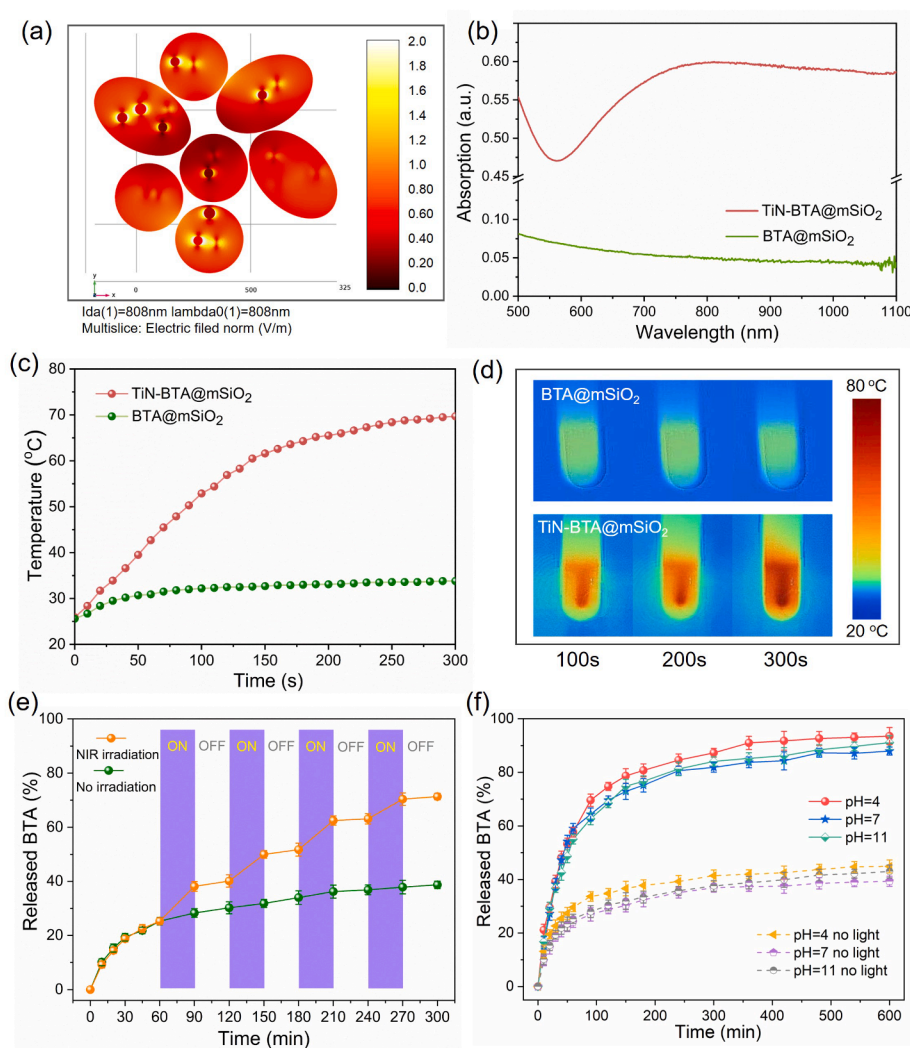 (a)
2.0
1.8
1.6
1.4
1.2
1.0
0.80
0.60
0.40
0.20
0.0
y
z
x
0
500
325
lda(1)=808nm lambda0(1)=808nm
Multislice: Electric filed norm (V/m)
(b)
Absorption (a.u.)
0.60
0.55
0.50
0.45
0.10
0.05
0.00
TiN-BTA@mSiO₂
BTA@mSiO₂
500 600 700 800 900 1000 1100
Wavelength (nm)
(c)
Temperature (°C)
80
70
60
50
40
30
20
TiN-BTA@mSiO₂
BTA@mSiO₂
0 50 100 150 200 250 300
Time (s)
(d)
BTA@mSiO₂
TiN-BTA@mSiO₂
100s 200s 300s
80 °C
20 °C
(e)
Released BTA (%)
100
80
60
40
20
0
NIR irradiation
No irradiation
ON OFF ON OFF ON OFF ON OFF
0 30 60 90 120 150 180 210 240 270 300
Time (min)
(f)
Released BTA (%)
100
90
80
70
60
50
40
30
20
10
0
pH=4
pH=7
pH=11
pH=4 no light
pH=7 no light
pH=11 no light
0 100 200 300 400 500 600
Time (min)